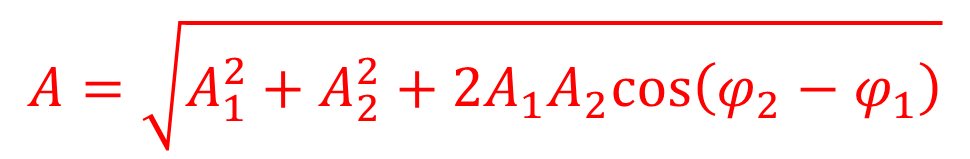 A = √(A₁² + A₂² + 2A₁A₂cos(φ₂ − φ₁))